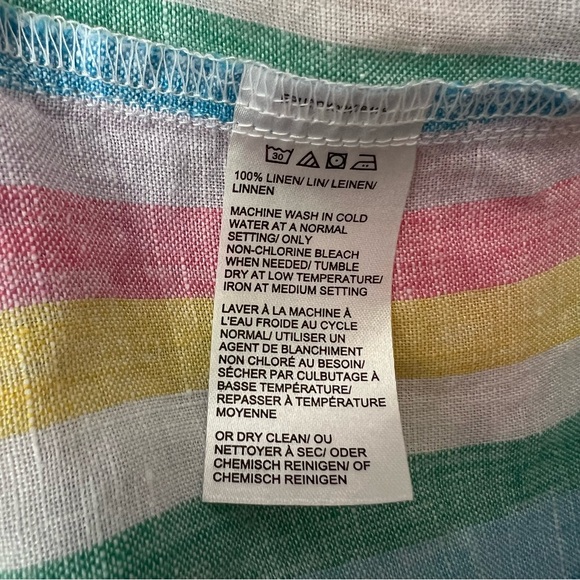 30
100% LINEN/ LIN/ LEINEN/
LINNEN
MACHINE WASH IN COLD
WATER AT A NORMAL
SETTING/ ONLY
NON-CHLORINE BLEACH
WHEN NEEDED/ TUMBLE
DRY AT LOW TEMPERATURE/
IRON AT MEDIUM SETTING
LAVER À LA MACHINE À
L'EAU FROIDE AU CYCLE
NORMAL/ UTILISER UN
AGENT DE BLANCHIMENT
NON CHLORÉ AU BESOIN/
SÉCHER PAR CULBUTAGE À
BASSE TEMPÉRATURE/
REPASSER À TEMPÉRATURE
MOYENNE
OR DRY CLEAN/ OU
NETTOYER À SEC/ ODER
CHEMISCH REINIGEN/ OF
CHEMISCH REINIGEN